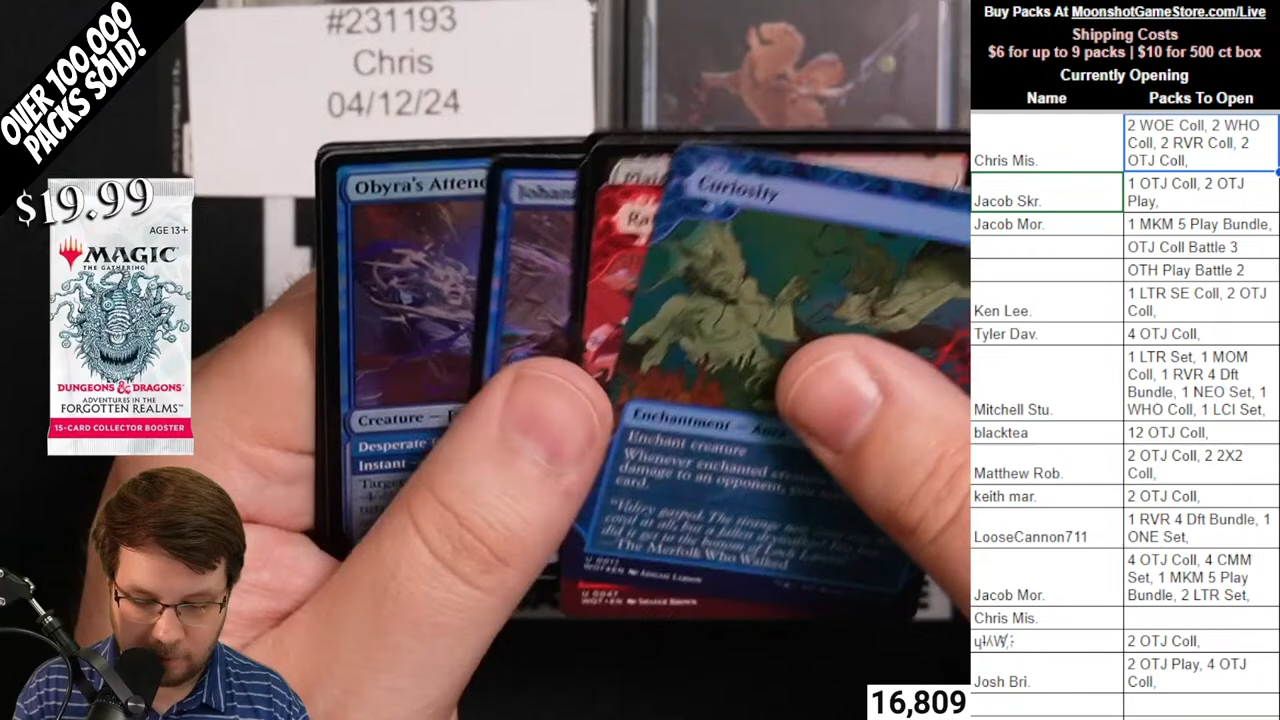 OVER 100,000
PACKS SOLD!
$19.99
AGE 13+
MAGIC
THE GATHERING
DUNGEONS & DRAGONS
ADVENTURES IN THE
FORGOTTEN REALMS™
15-CARD COLLECTOR BOOSTER
#231193
Chris
04/12/24
Obyra's Attend
Creature —
Desperate
Instant
Curiosity
Enchantment — Aura
Enchant creature
Whenever enchanted
damage to an opponent, you
card.
The Merfolk Who Walked
U 0047
16,809
Buy Packs At MoonshotGameStore.com/Live
Shipping Costs
$6 for up to 9 packs | $10 for 500 ct box
Currently Opening
Name Packs To Open
2 WOE Coll, 2 WHO
Coll, 2 RVR Coll, 2
Chris Mis. OTJ Coll,
1 OTJ Coll, 2 OTJ
Jacob Skr. Play,
Jacob Mor. 1 MKM 5 Play Bundle,
OTJ Coll Battle 3
OTH Play Battle 2
1 LTR SE Coll, 2 OTJ
Ken Lee. Coll,
Tyler Dav. 4 OTJ Coll,
1 LTR Set, 1 MOM
Coll, 1 RVR 4 Dft
Bundle, 1 NEO Set, 1
Mitchell Stu. WHO Coll, 1 LCI Set,
blacktea 12 OTJ Coll,
2 OTJ Coll, 2 2X2
Matthew Rob. Coll,
keith mar. 2 OTJ Coll,
1 RVR 4 Dft Bundle, 1
LooseCannon711 ONE Set,
4 OTJ Coll, 4 CMM
Set, 1 MKM 5 Play
Jacob Mor. Bundle, 2 LTR Set,
Chris Mis.
2 OTJ Coll,
2 OTJ Play, 4 OTJ
Josh Bri. Coll,